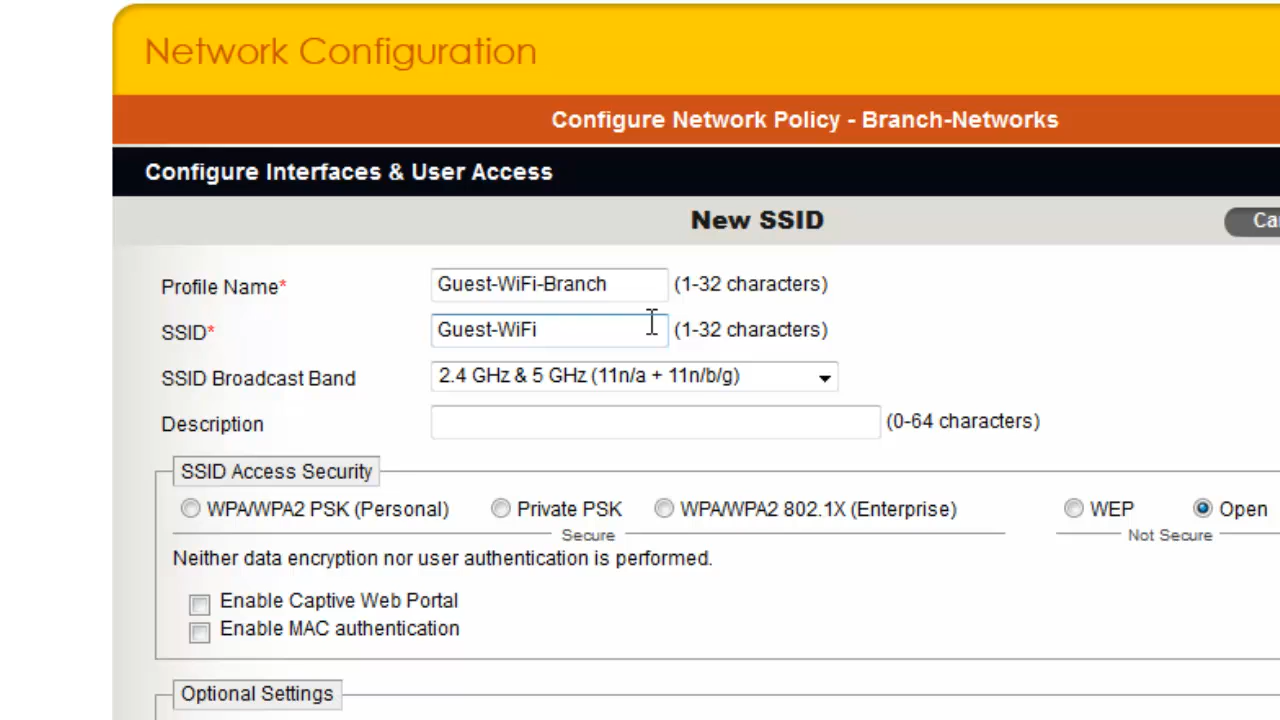 Network Configuration
Configure Network Policy - Branch-Networks
Configure Interfaces & User Access
New SSID
Profile Name* Guest-WiFi-Branch (1-32 characters)
SSID* Guest-WiFi (1-32 characters)
SSID Broadcast Band 2.4 GHz & 5 GHz (11n/a + 11n/b/g)
Description (0-64 characters)
SSID Access Security
WPA/WPA2 PSK (Personal) Private PSK WPA/WPA2 802.1X (Enterprise) WEP Open
Secure Not Secure
Neither data encryption nor user authentication is performed.
Enable Captive Web Portal
Enable MAC authentication
Optional Settings